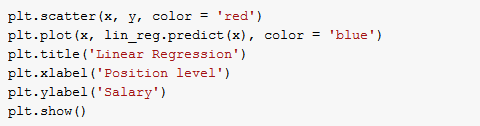 plt.scatter(x, y, color = 'red')
plt.plot(x, lin_reg.predict(x), color = 'blue')
plt.title('Linear Regression')
plt.xlabel('Position level')
plt.ylabel('Salary')
plt.show()